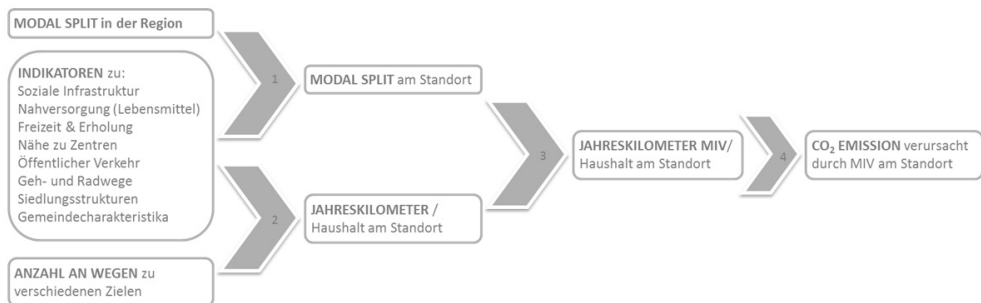 MODAL SPLIT in der Region
INDIKATOREN zu:
Soziale Infrastruktur
Nahversorgung (Lebensmittel)
Freizeit & Erholung
Nähe zu Zentren
Öffentlicher Verkehr
Geh- und Radwege
Siedlungsstrukturen
Gemeindecharakteristika
ANZAHL AN WEGEN zu
verschiedenen Zielen
1
2
MODAL SPLIT am Standort
JAHRESKILOMETER /
Haushalt am Standort
3
JAHRESKILOMETER MIV/
Haushalt am Standort
4
CO₂ EMISSION verursacht
durch MIV am Standort